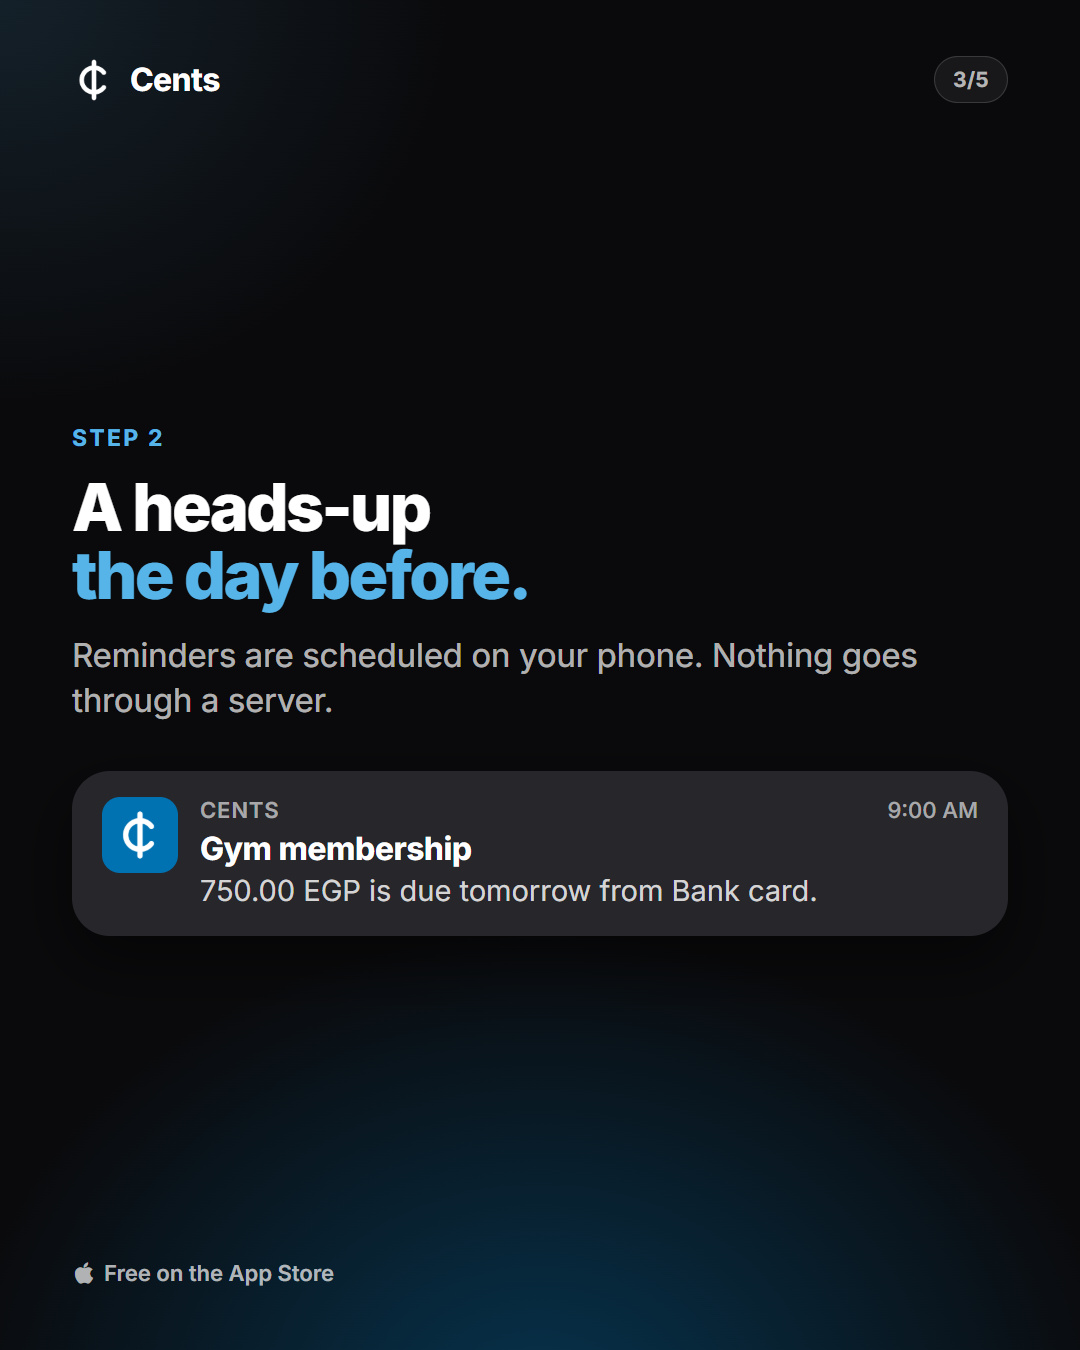 Cents
3/5
STEP 2
A heads-up
the day before.
Reminders are scheduled on your phone. Nothing goes
through a server.
CENTS
9:00 AM
Gym membership
750.00 EGP is due tomorrow from Bank card.
Free on the App Store